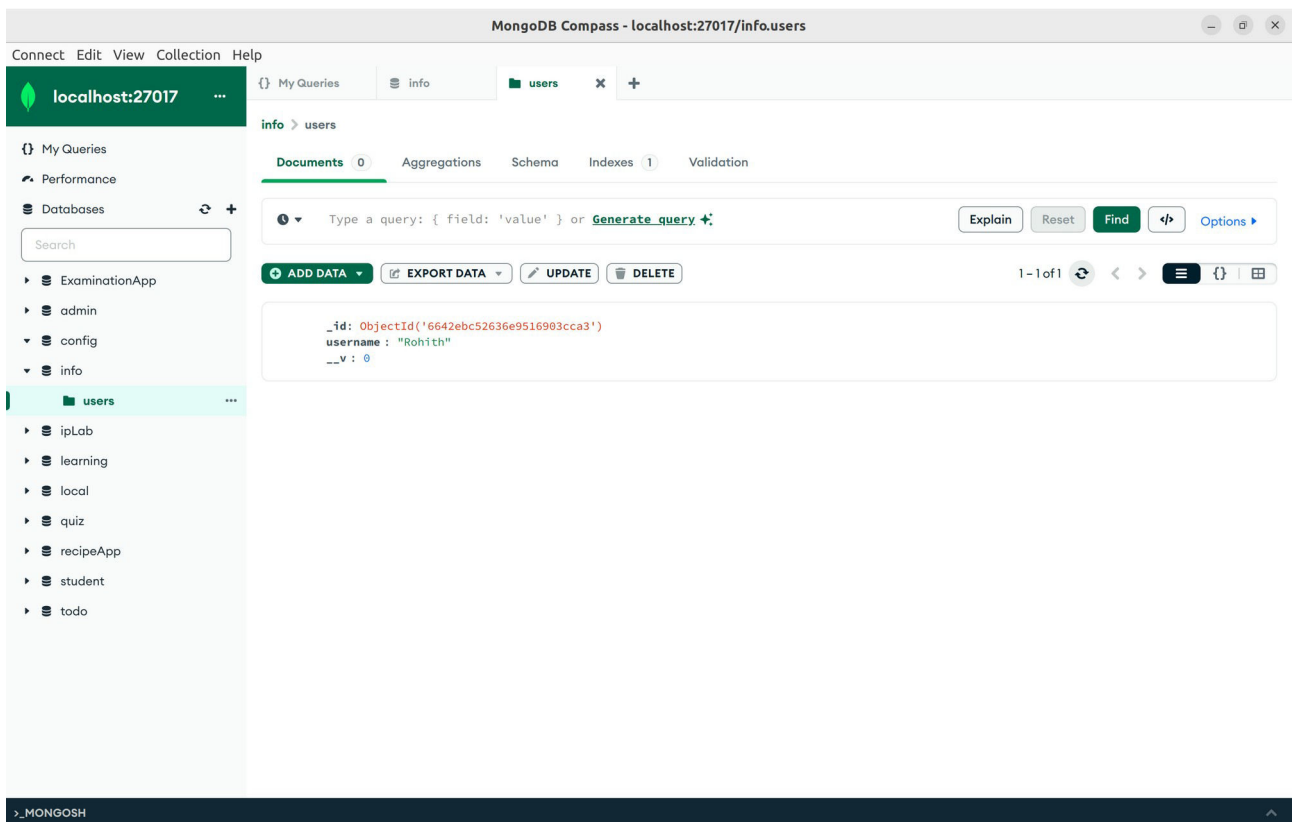 MongoDB Compass - localhost:27017/info.users
Connect Edit View Collection Help
localhost:27017
{} My Queries
Performance
Databases
Search
ExaminationApp
admin
config
info
users
ipLab
learning
local
quiz
recipeApp
student
todo
{} My Queries info users
info > users
Documents 0 Aggregations Schema Indexes 1 Validation
Type a query: { field: 'value' } or Generate query Explain Reset Find </> Options
ADD DATA EXPORT DATA UPDATE DELETE 1 – 1 of 1 {}
_id: ObjectId('6642ebc52636e9516903cca3')
username : "Rohith"
__v : 0
>_MONGOSH